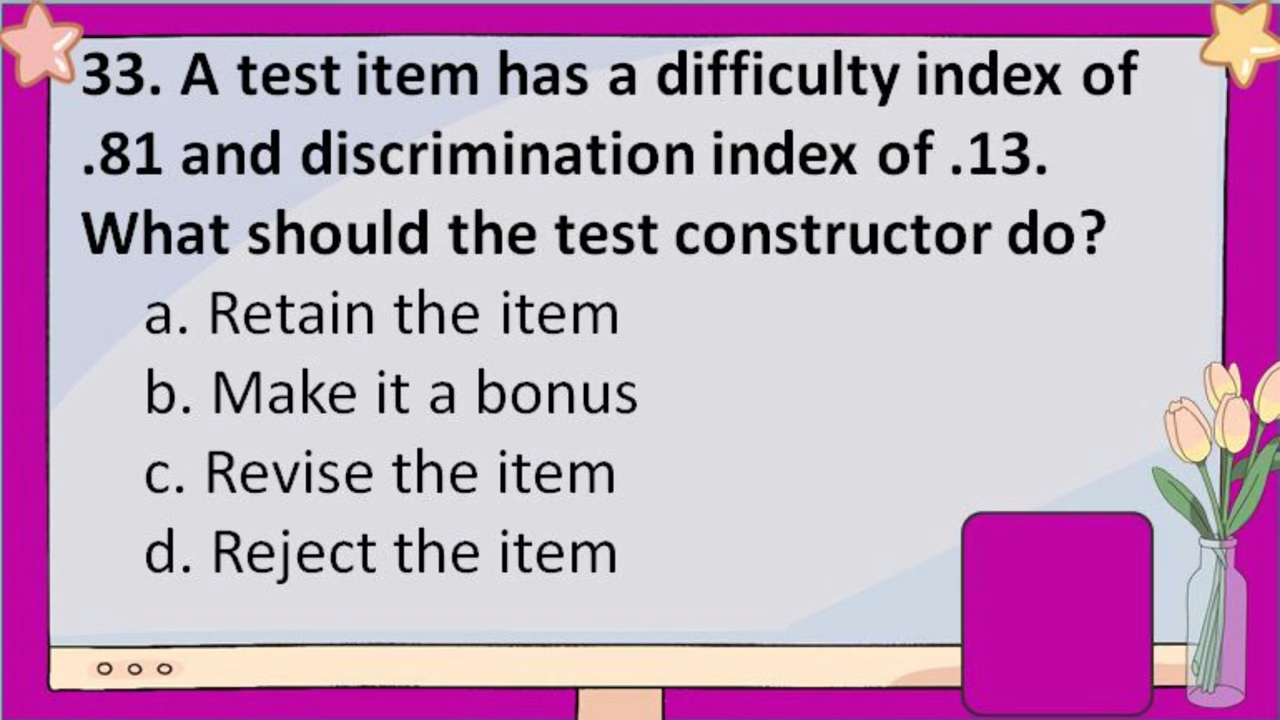 33. A test item has a difficulty index of
.81 and discrimination index of .13.
What should the test constructor do?
a. Retain the item
b. Make it a bonus
c. Revise the item
d. Reject the item